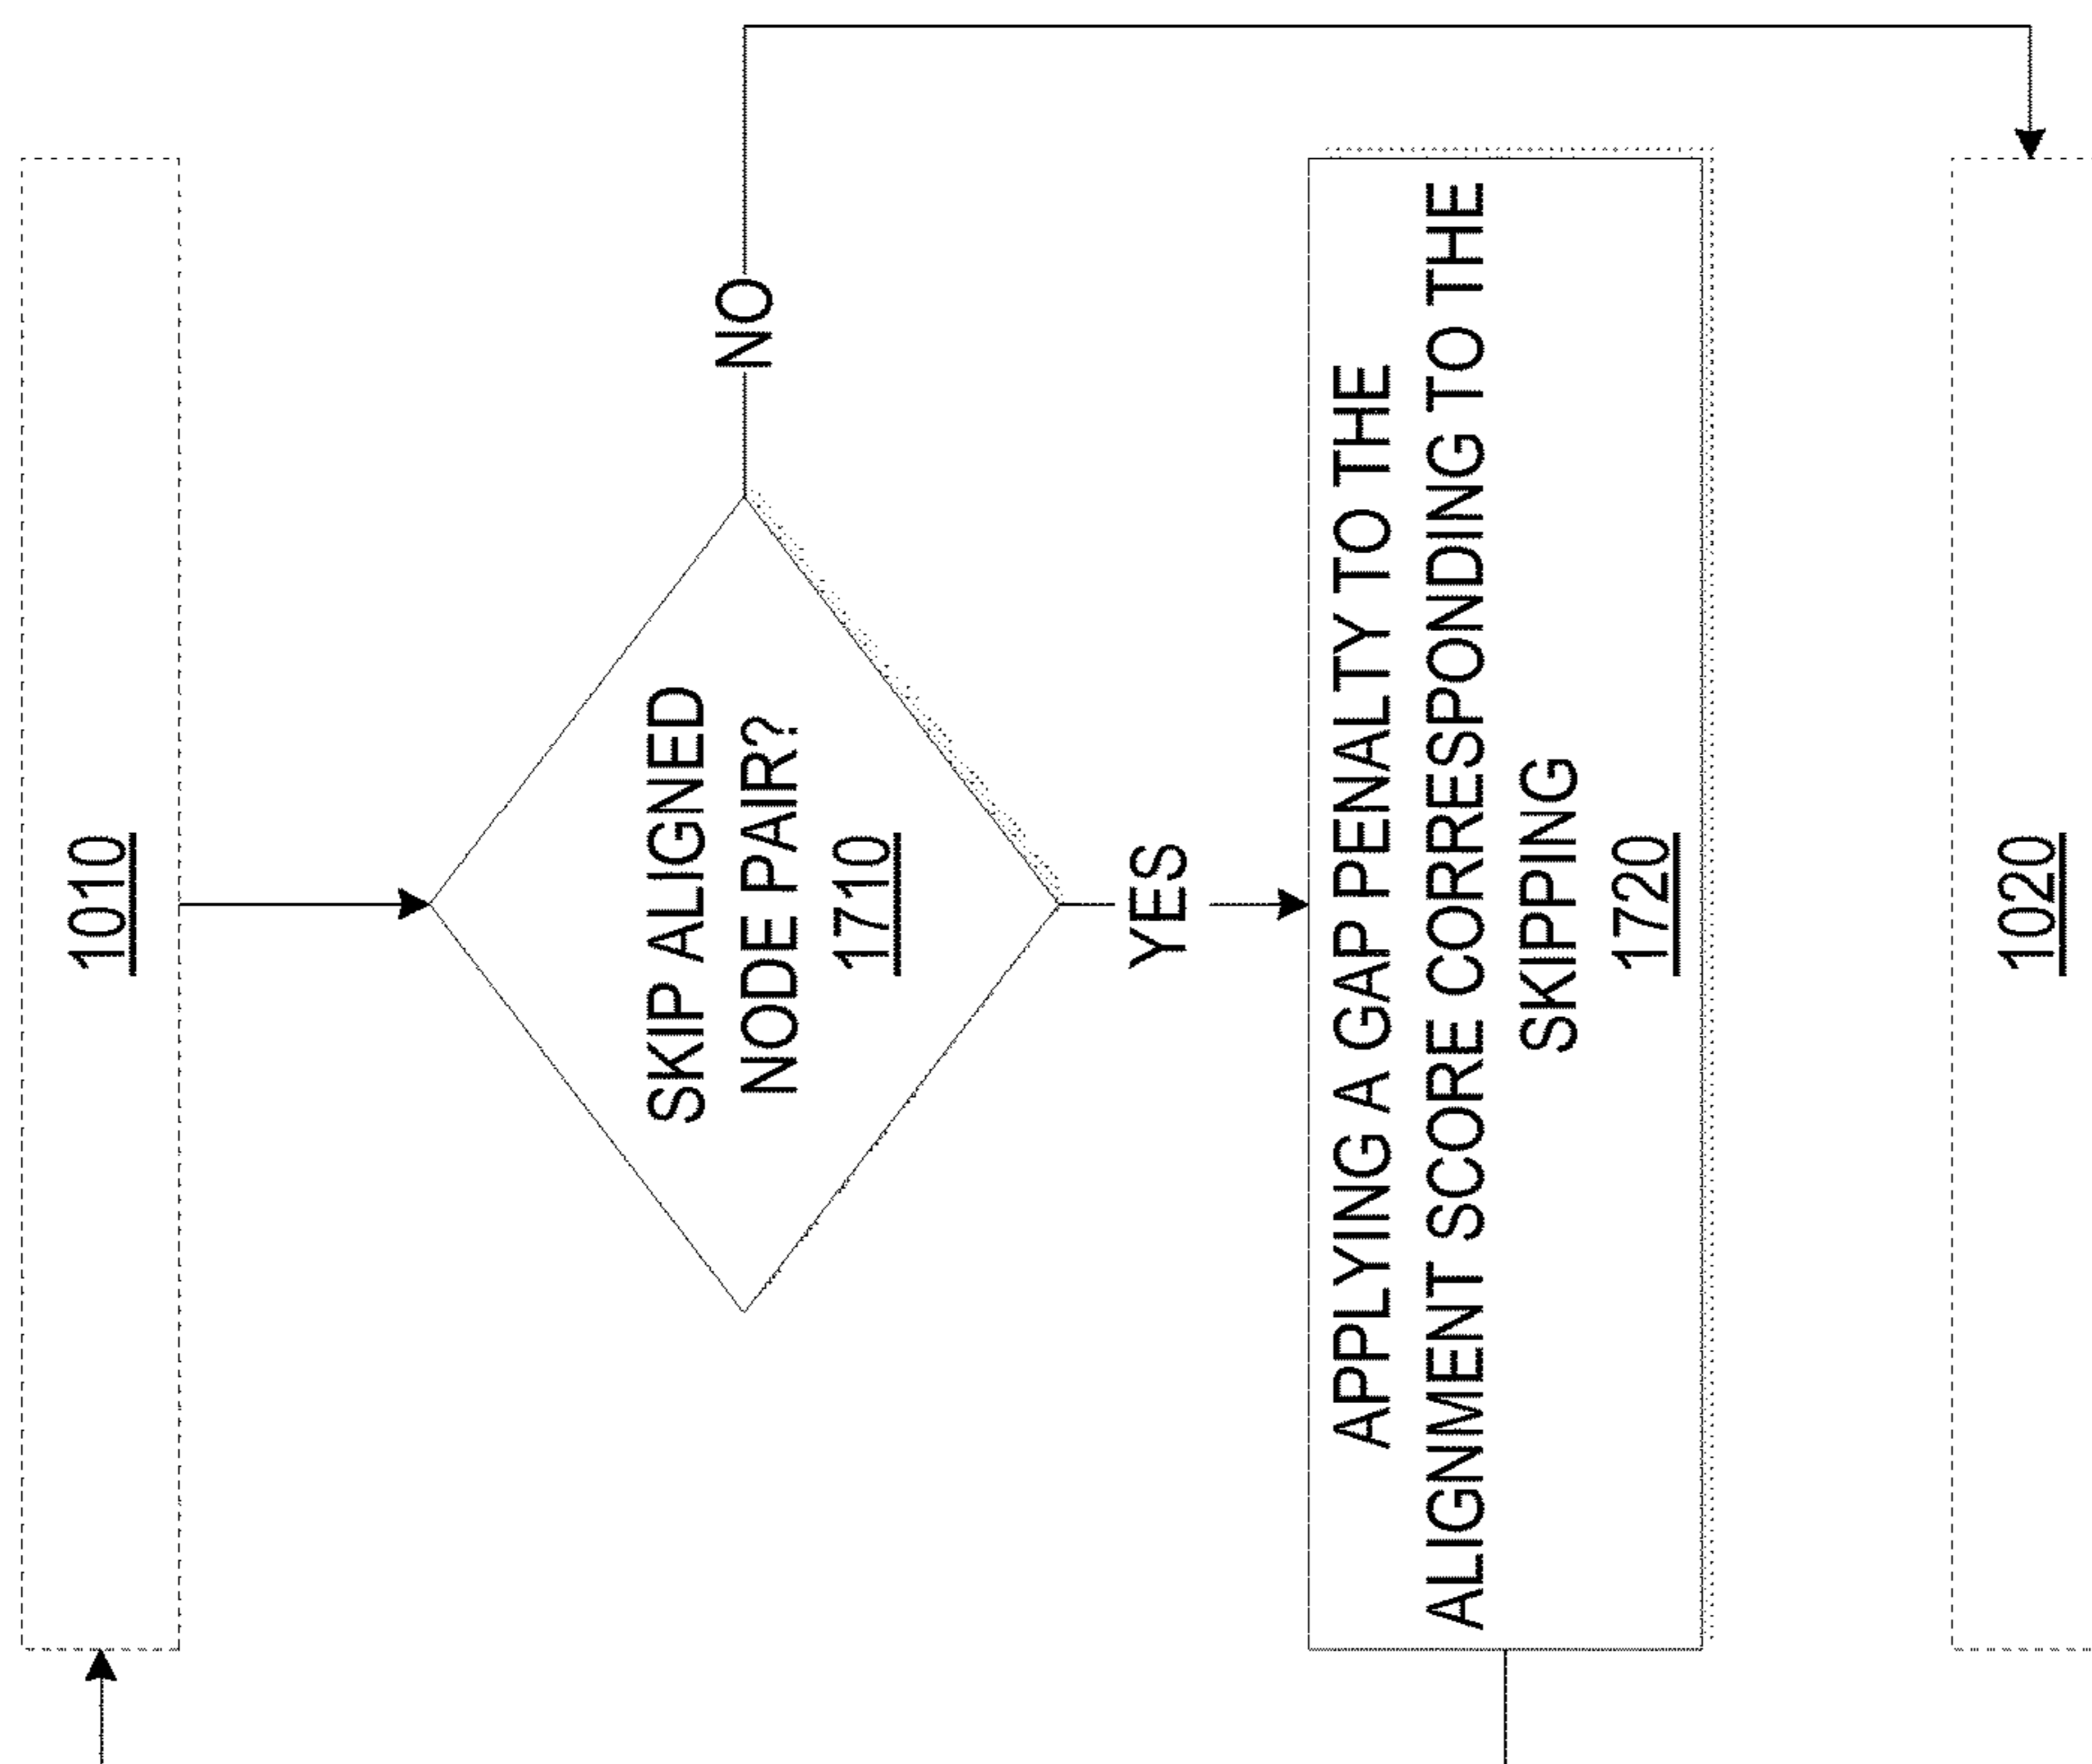 1010
SKIP ALIGNED
NODE PAIR?
1710
NO
YES
APPLYING A GAP PENALTY TO THE
ALIGNMENT SCORE CORRESPONDING TO THE
SKIPPING
1720
1020